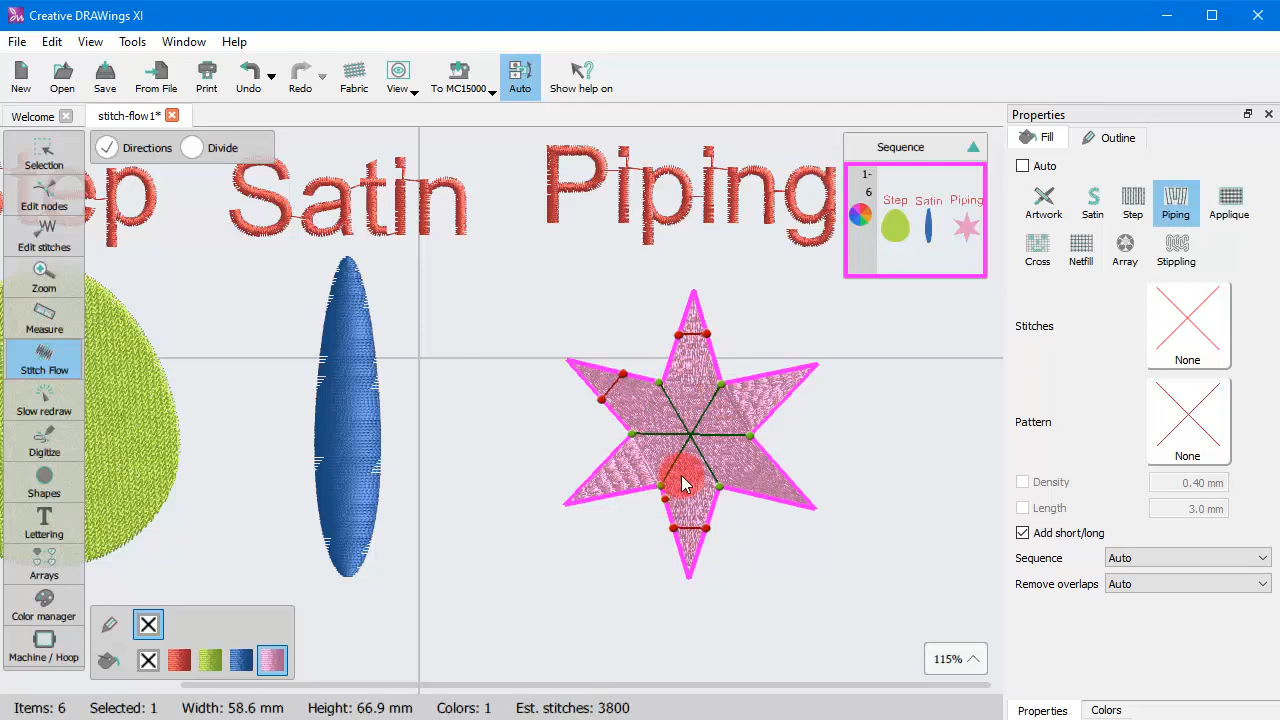 Creative DRAWings XI
File Edit View Tools Window Help
New Open Save From File Print Undo Redo Fabric View To MC15000 Auto Show help on
Welcome stitch-flow1*
Directions Divide
Selection
Edit nodes
Edit stitches
Zoom
Measure
Stitch Flow
Slow redraw
Digitize
Shapes
Lettering
Arrays
Color manager
Machine / Hoop
tep Satin Piping
Sequence
1-
6
Step Satin Piping
115%
Properties
Fill Outline
Auto
Artwork Satin Step Piping Applique
Cross Netfill Array Stippling
Stitches
None
Pattern
None
Density 0.40 mm
Length 3.0 mm
Add short/long
Sequence Auto
Remove overlaps Auto
Properties Colors
Items: 6 Selected: 1 Width: 58.6 mm Height: 66.9 mm Colors: 1 Est. stitches: 3800